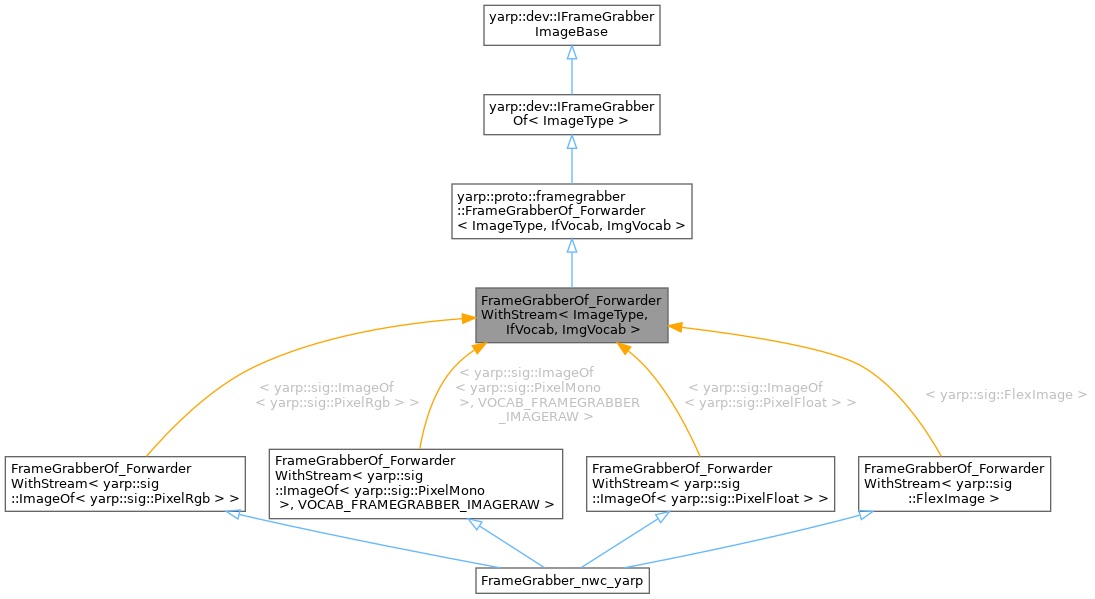 yarp::dev::IFrameGrabber
ImageBase
yarp::dev::IFrameGrabber
Of< ImageType >
yarp::proto::framegrabber
::FrameGrabberOf_Forwarder
< ImageType, IfVocab, ImgVocab >
FrameGrabberOf_Forwarder
WithStream< ImageType,
IfVocab, ImgVocab >
< yarp::sig::ImageOf
< yarp::sig::PixelRgb > >
< yarp::sig::ImageOf
< yarp::sig::PixelMono
>, VOCAB_FRAMEGRABBER
_IMAGERAW >
< yarp::sig::ImageOf
< yarp::sig::PixelFloat > >
< yarp::sig::FlexImage >
FrameGrabberOf_Forwarder
WithStream< yarp::sig
::ImageOf< yarp::sig::PixelRgb > >
FrameGrabberOf_Forwarder
WithStream< yarp::sig
::ImageOf< yarp::sig::PixelMono
>, VOCAB_FRAMEGRABBER_IMAGERAW >
FrameGrabberOf_Forwarder
WithStream< yarp::sig
::ImageOf< yarp::sig::PixelFloat > >
FrameGrabberOf_Forwarder
WithStream< yarp::sig
::FlexImage >
FrameGrabber_nwc_yarp